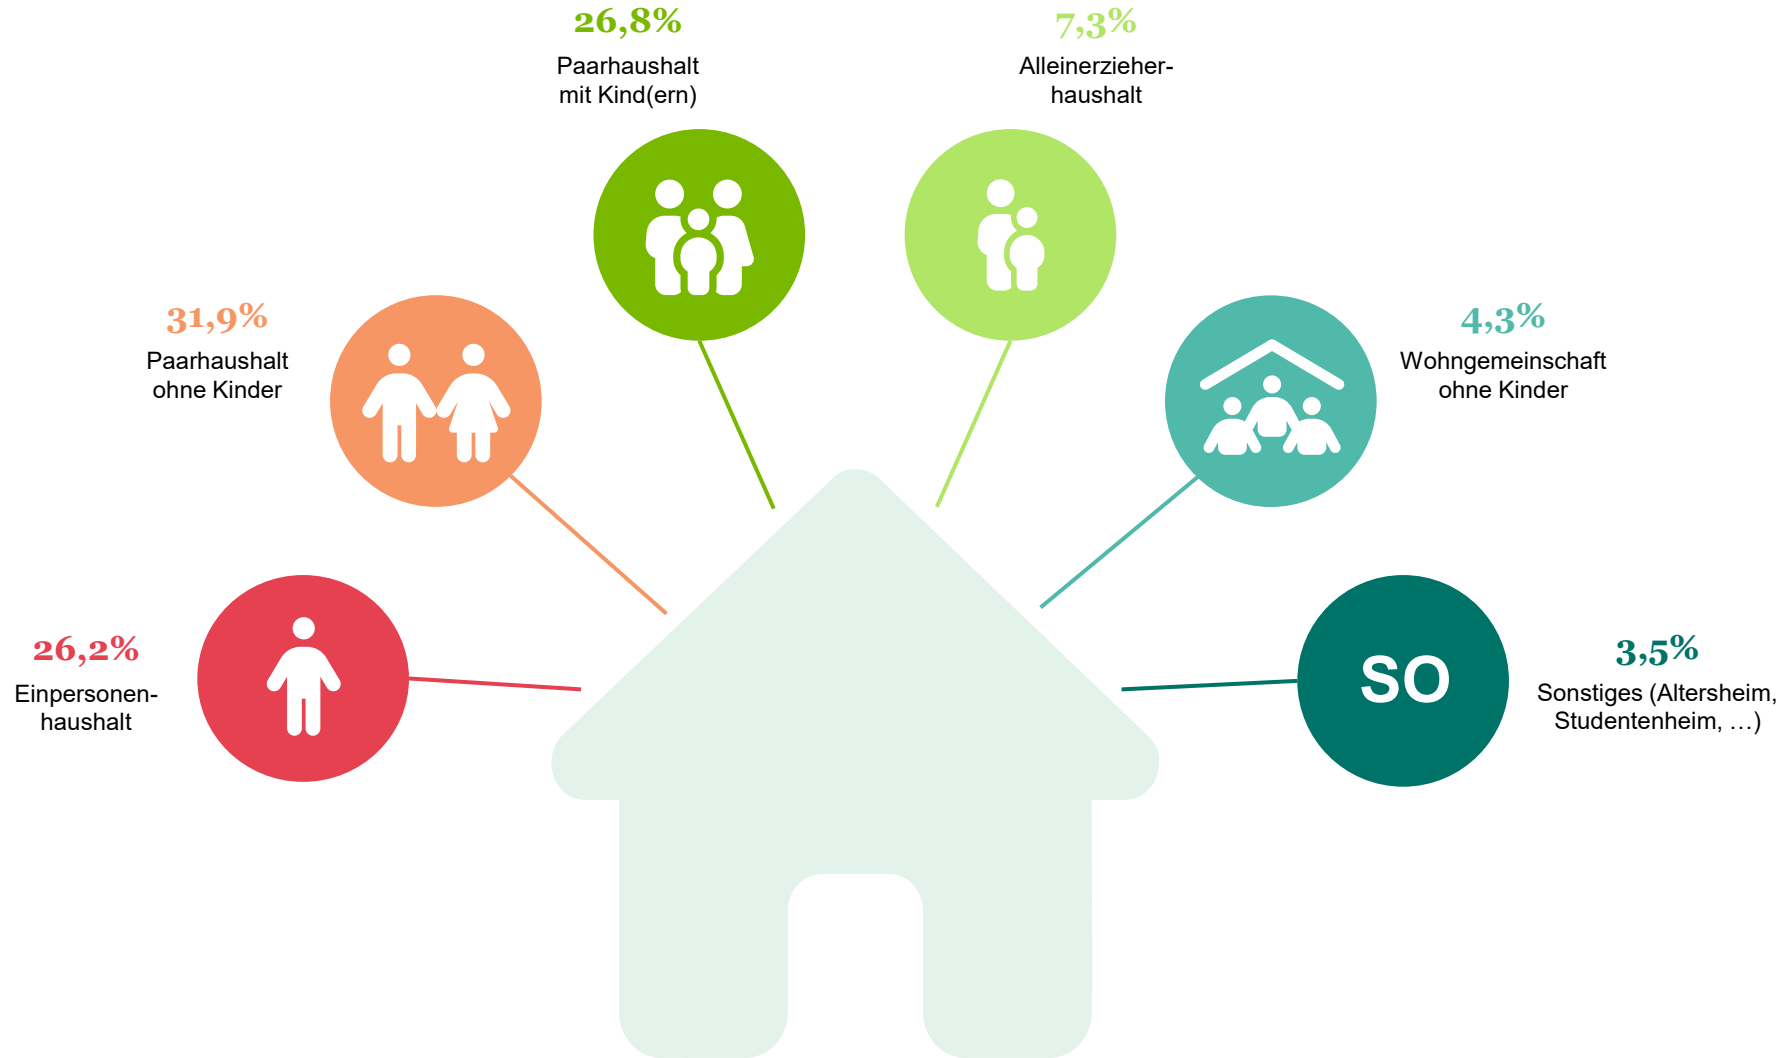 26,8%
Paarhaushalt
mit Kind(ern)
7,3%
Alleinerzieher-
haushalt
31,9%
Paarhaushalt
ohne Kinder
4,3%
Wohngemeinschaft
ohne Kinder
26,2%
Einpersonen-
haushalt
SO
3,5%
Sonstiges (Altersheim,
Studentenheim, …)